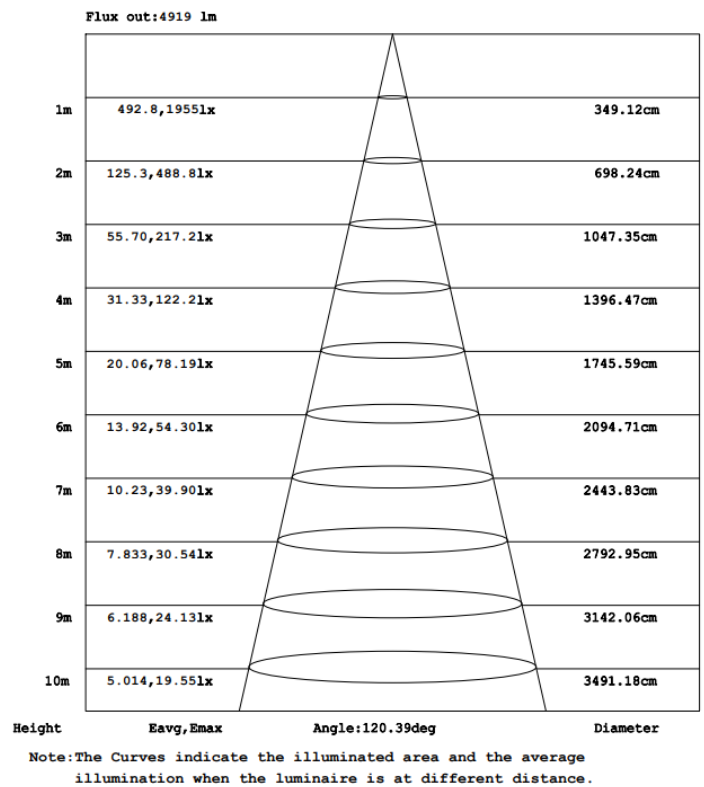 Flux out:4919 lm
1m 492.8,1955lx 349.12cm
2m 125.3,488.8lx 698.24cm
3m 55.70,217.2lx 1047.35cm
4m 31.33,122.2lx 1396.47cm
5m 20.06,78.19lx 1745.59cm
6m 13.92,54.30lx 2094.71cm
7m 10.23,39.90lx 2443.83cm
8m 7.833,30.54lx 2792.95cm
9m 6.188,24.13lx 3142.06cm
10m 5.014,19.55lx 3491.18cm
Height Eavg,Emax Angle:120.39deg Diameter
Note:The Curves indicate the illuminated area and the average
illumination when the luminaire is at different distance.